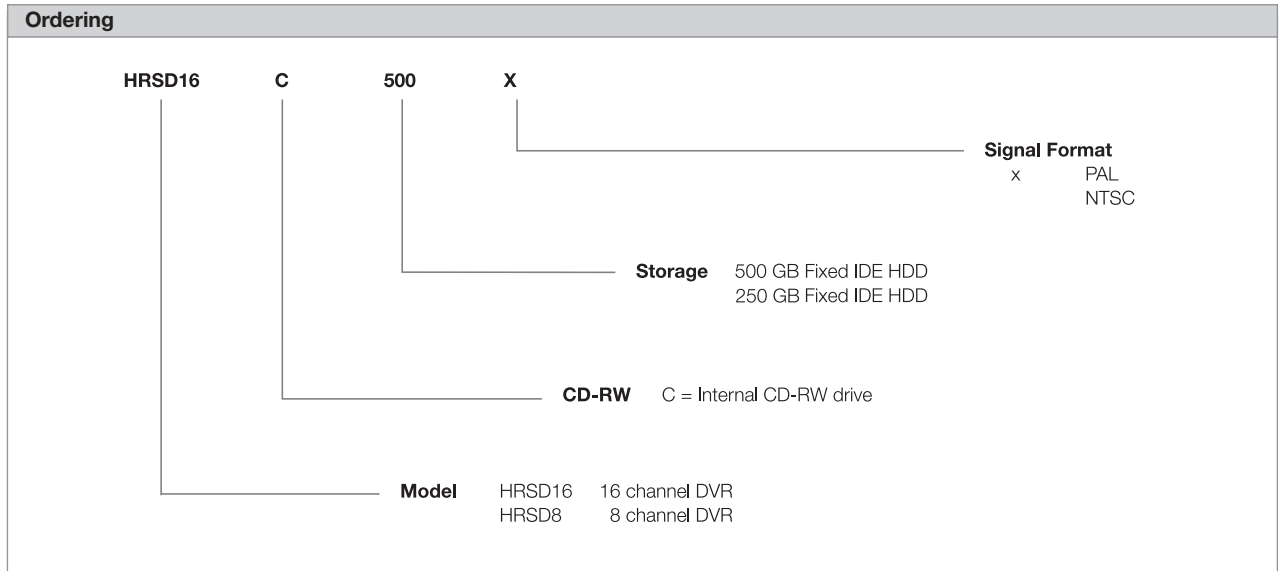 Ordering
HRSD16 C 500 X
Signal Format
x PAL
NTSC
Storage 500 GB Fixed IDE HDD
250 GB Fixed IDE HDD
CD-RW C = Internal CD-RW drive
Model HRSD16 16 channel DVR
HRSD8 8 channel DVR